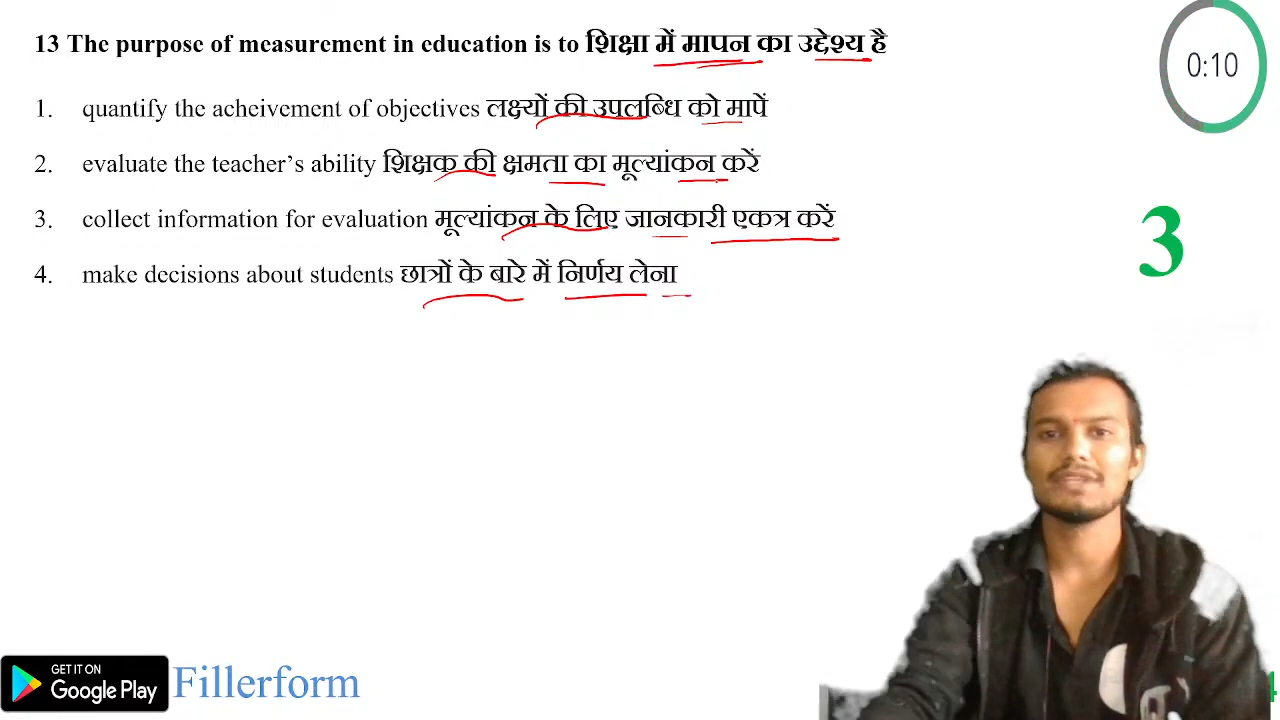 13 The purpose of measurement in education is to शिक्षा में मापन का उद्देश्य है
0:10
1. quantify the acheivement of objectives लक्ष्यों की उपलब्धि को मापें
2. evaluate the teacher's ability शिक्षक की क्षमता का मूल्यांकन करें
3. collect information for evaluation मूल्यांकन के लिए जानकारी एकत्र करें
3
4. make decisions about students छात्रों के बारे में निर्णय लेना
GET IT ON
Google Play
Fillerform